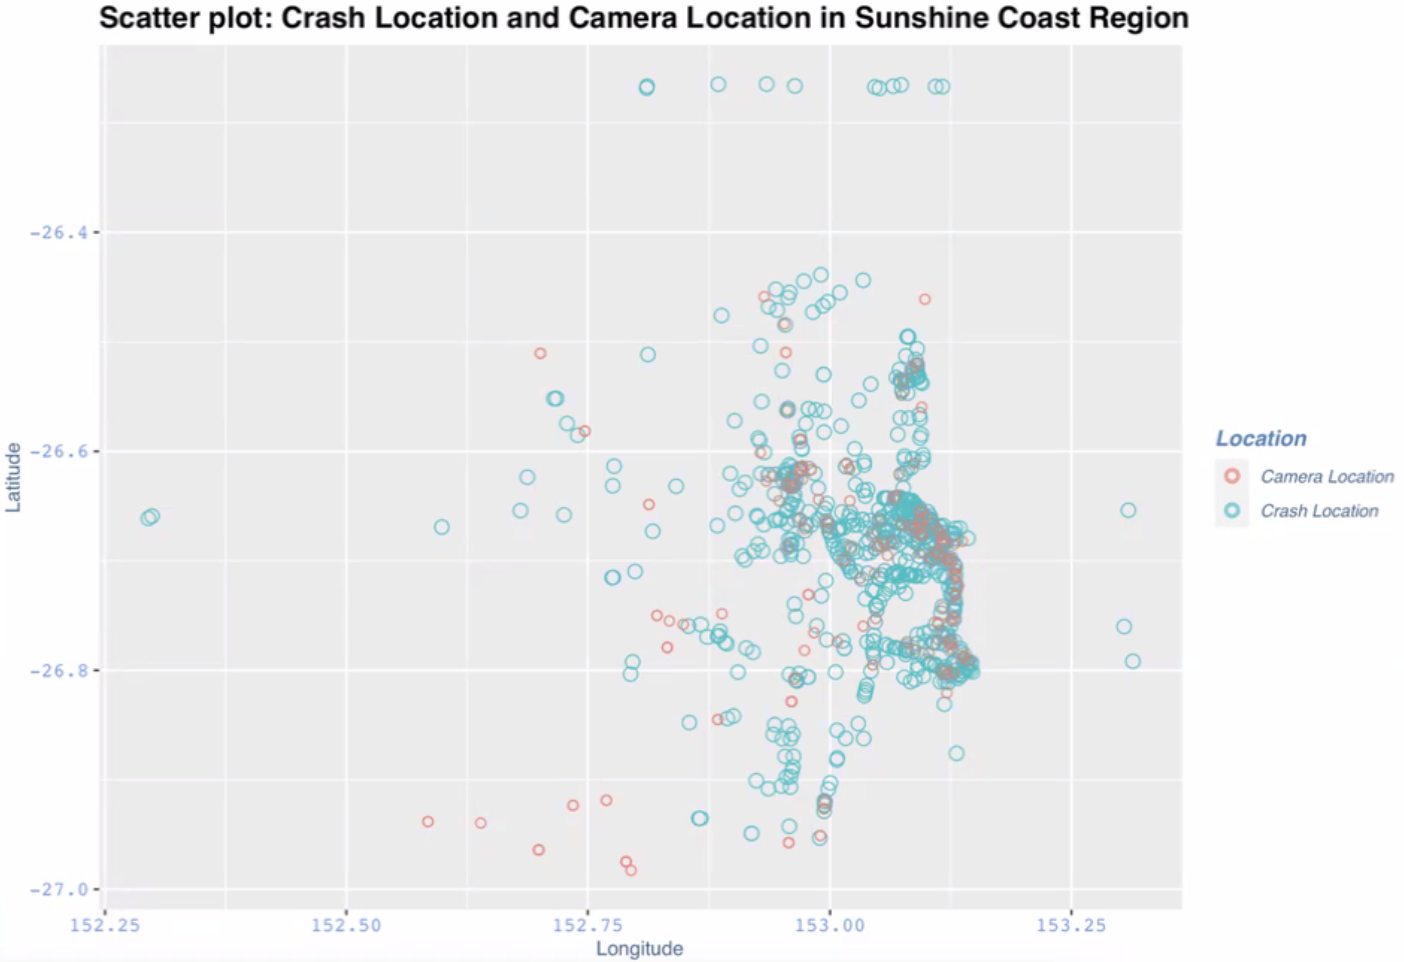 Scatter plot: Crash Location and Camera Location in Sunshine Coast Region
-26.4
-26.6
-26.8
-27.0
Latitude
152.25
152.50
152.75
153.00
153.25
Longitude
Location
Camera Location
Crash Location